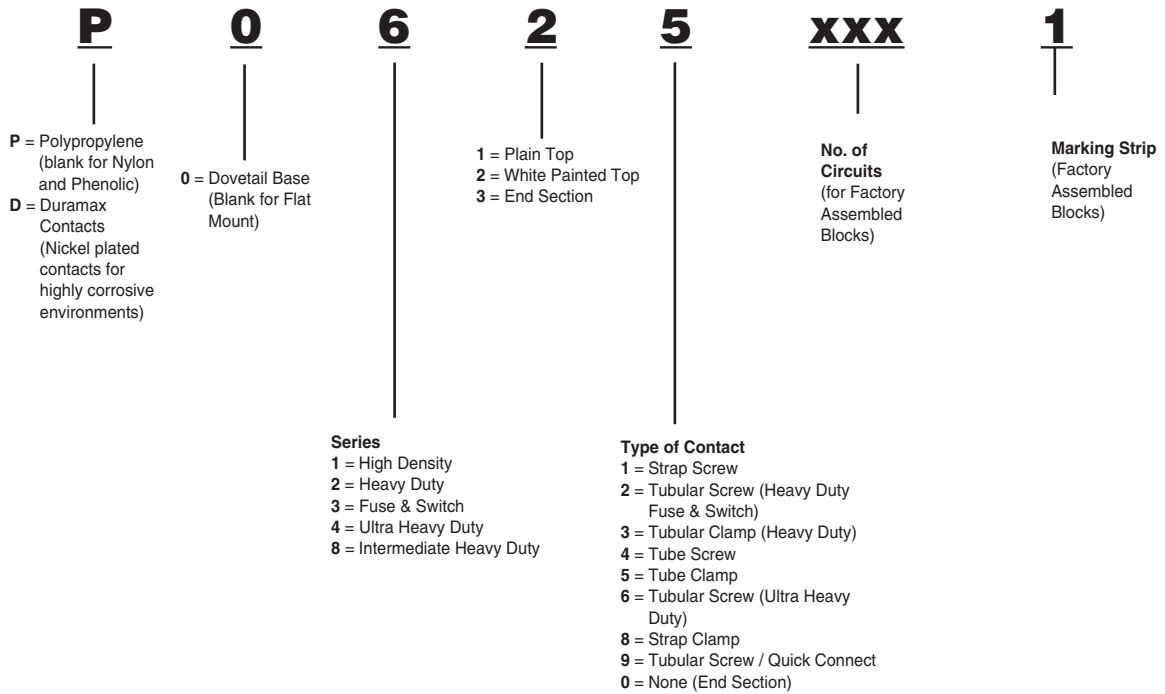 P 0 6 2 5 xxx 1
P = Polypropylene
(blank for Nylon
and Phenolic)
D = Duramax
Contacts
(Nickel plated
contacts for
highly corrosive
environments)
0 = Dovetail Base
(Blank for Flat
Mount)
1 = Plain Top
2 = White Painted Top
3 = End Section
No. of
Circuits
(for Factory
Assembled
Blocks)
Marking Strip
(Factory
Assembled
Blocks)
Series
1 = High Density
2 = Heavy Duty
3 = Fuse & Switch
4 = Ultra Heavy Duty
8 = Intermediate Heavy Duty
Type of Contact
1 = Strap Screw
2 = Tubular Screw (Heavy Duty
Fuse & Switch)
3 = Tubular Clamp (Heavy Duty)
4 = Tube Screw
5 = Tube Clamp
6 = Tubular Screw (Ultra Heavy
Duty)
8 = Strap Clamp
9 = Tubular Screw / Quick Connect
0 = None (End Section)